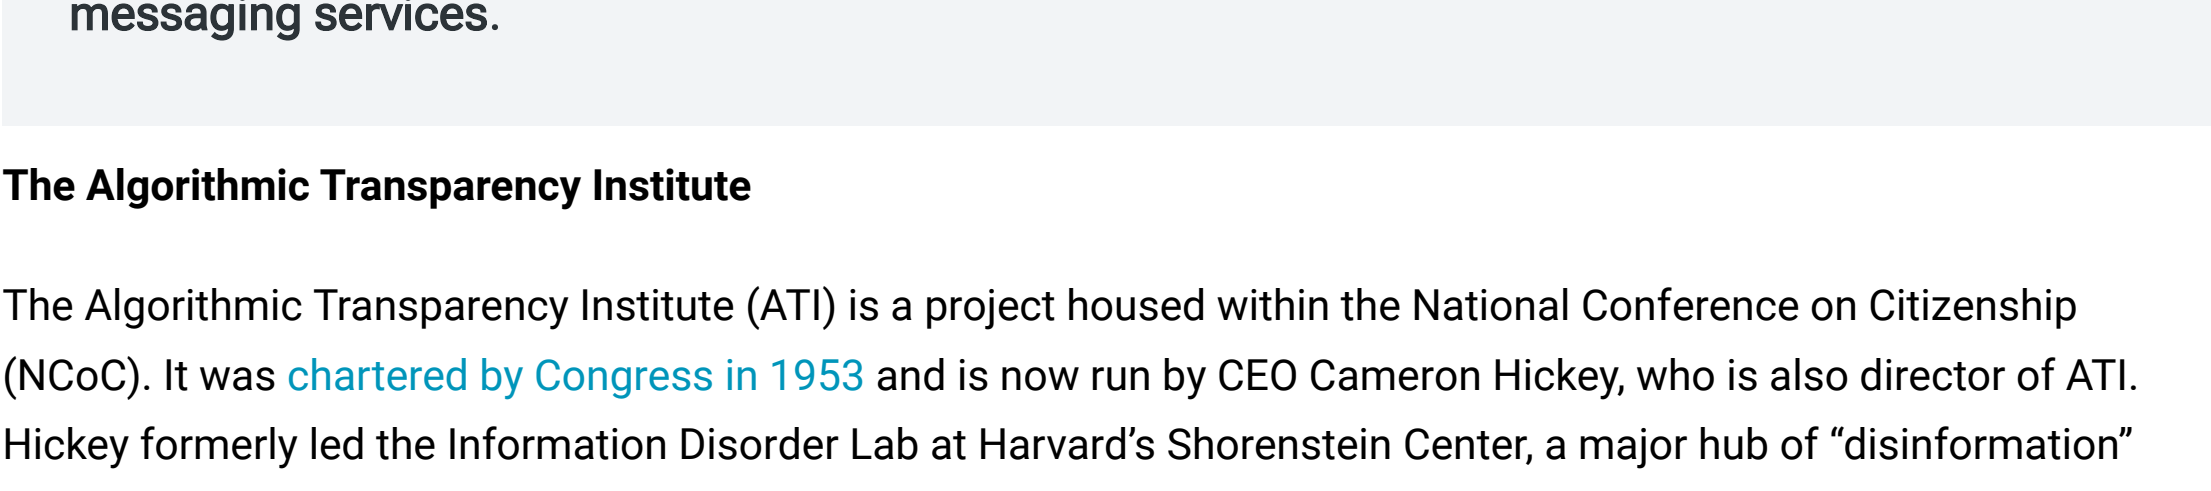 messaging services.
The Algorithmic Transparency Institute
The Algorithmic Transparency Institute (ATI) is a project housed within the National Conference on Citizenship
(NCoC). It was chartered by Congress in 1953 and is now run by CEO Cameron Hickey, who is also director of ATI.
Hickey formerly led the Information Disorder Lab at Harvard’s Shorenstein Center, a major hub of “disinformation”